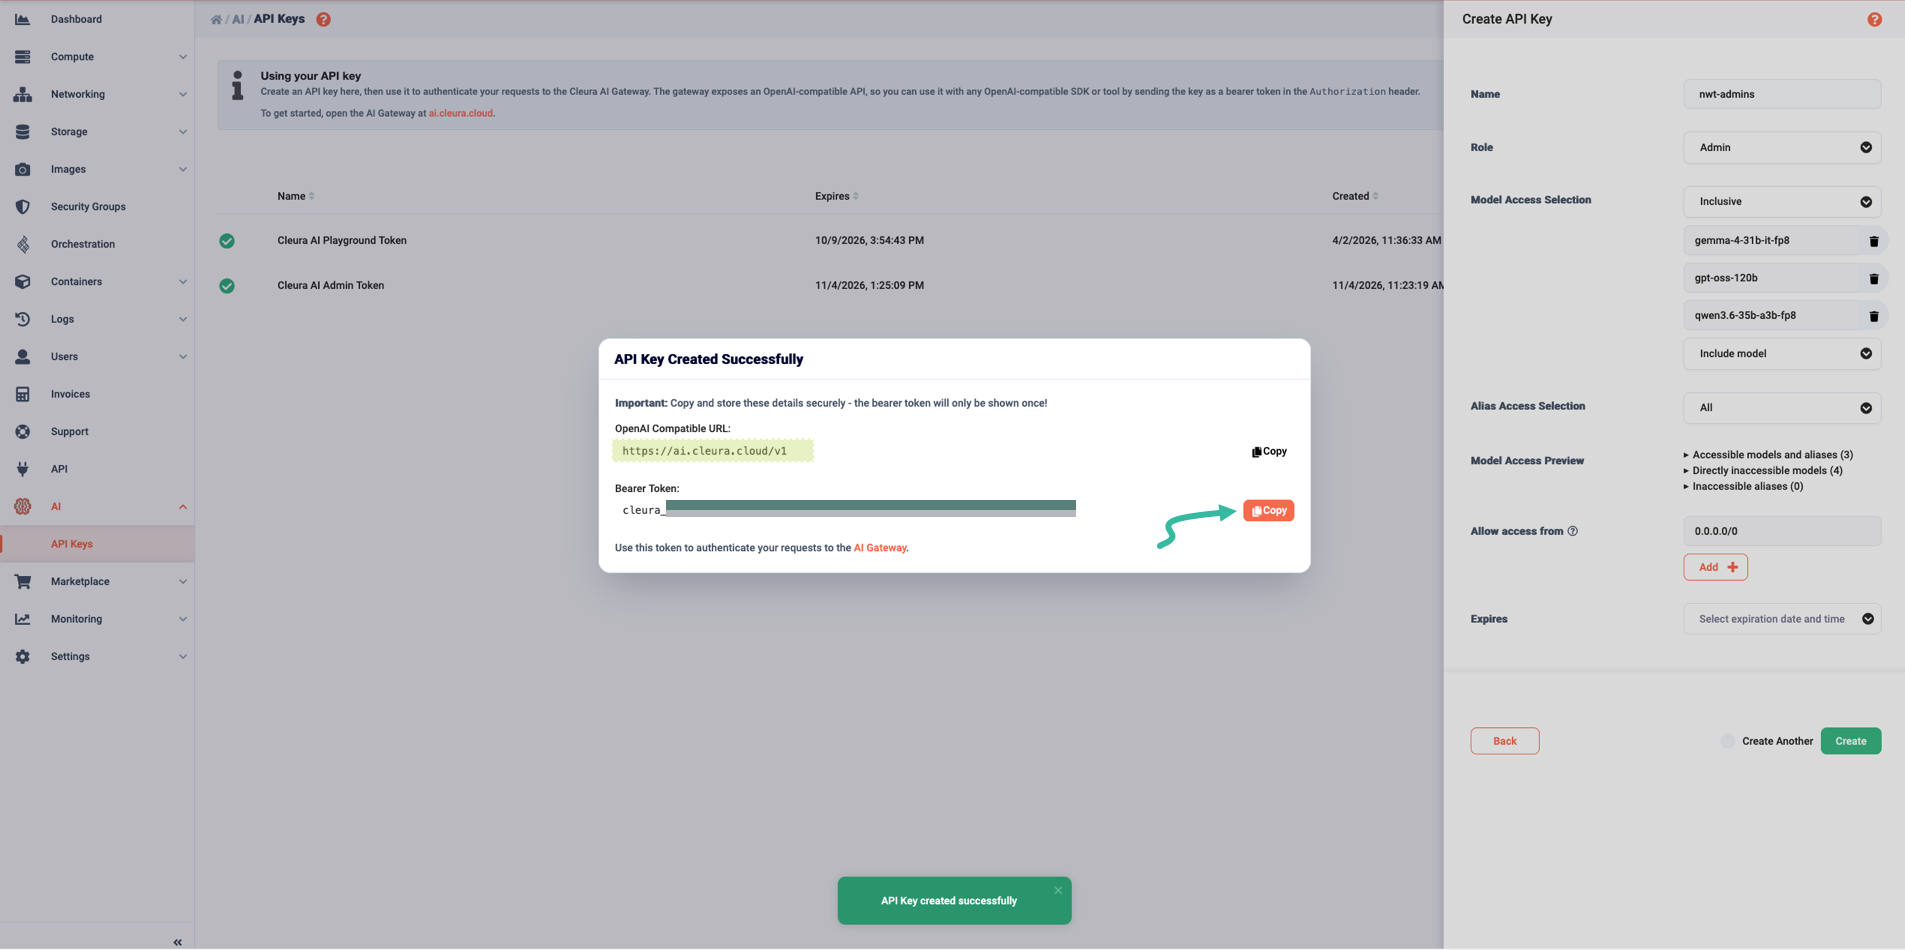 Dashboard
Compute
Networking
Storage
Images
Security Groups
Orchestration
Containers
Logs
Users
Invoices
Support
API
AI
API Keys
Marketplace
Monitoring
Settings
«
/ AI / API Keys ?
Using your API key
Create an API key here, then use it to authenticate your requests to the Cleura AI Gateway. The gateway exposes an OpenAI-compatible API, so you can use it with any OpenAI-compatible SDK or tool by sending the key as a bearer token in the Authorization header.
To get started, open the AI Gateway at ai.cleura.cloud.
Name Expires Created
Cleura AI Playground Token 10/9/2026, 3:54:43 PM 4/2/2026, 11:36:33 AM
Cleura AI Admin Token 11/4/2026, 1:25:09 PM 11/4/2026, 11:23:19 AM
API Key Created Successfully
Important: Copy and store these details securely - the bearer token will only be shown once!
OpenAI Compatible URL:
https://ai.cleura.cloud/v1 Copy
Bearer Token:
cleura_ Copy
Use this token to authenticate your requests to the AI Gateway.
API Key created successfully
Create API Key ?
Name nwt-admins
Role Admin
Model Access Selection Inclusive
gemma-4-31b-it-fp8
gpt-oss-120b
qwen3.6-35b-a3b-fp8
Include model
Alias Access Selection All
Model Access Preview
Accessible models and aliases (3)
Directly inaccessible models (4)
Inaccessible aliases (0)
Allow access from ? 0.0.0.0/0
Add +
Expires Select expiration date and time
Back Create Another Create